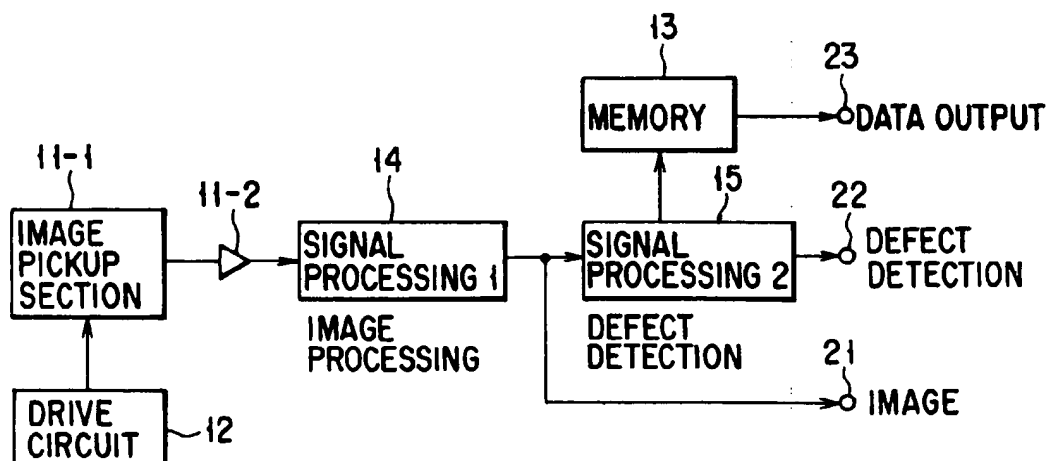 13
23
MEMORY
DATA OUTPUT
11-1
11-2
14
15
22
IMAGE
PICKUP
SECTION
SIGNAL
PROCESSING 1
SIGNAL
PROCESSING 2
DEFECT
DETECTION
IMAGE
PROCESSING
DEFECT
DETECTION
21
IMAGE
DRIVE
CIRCUIT
12